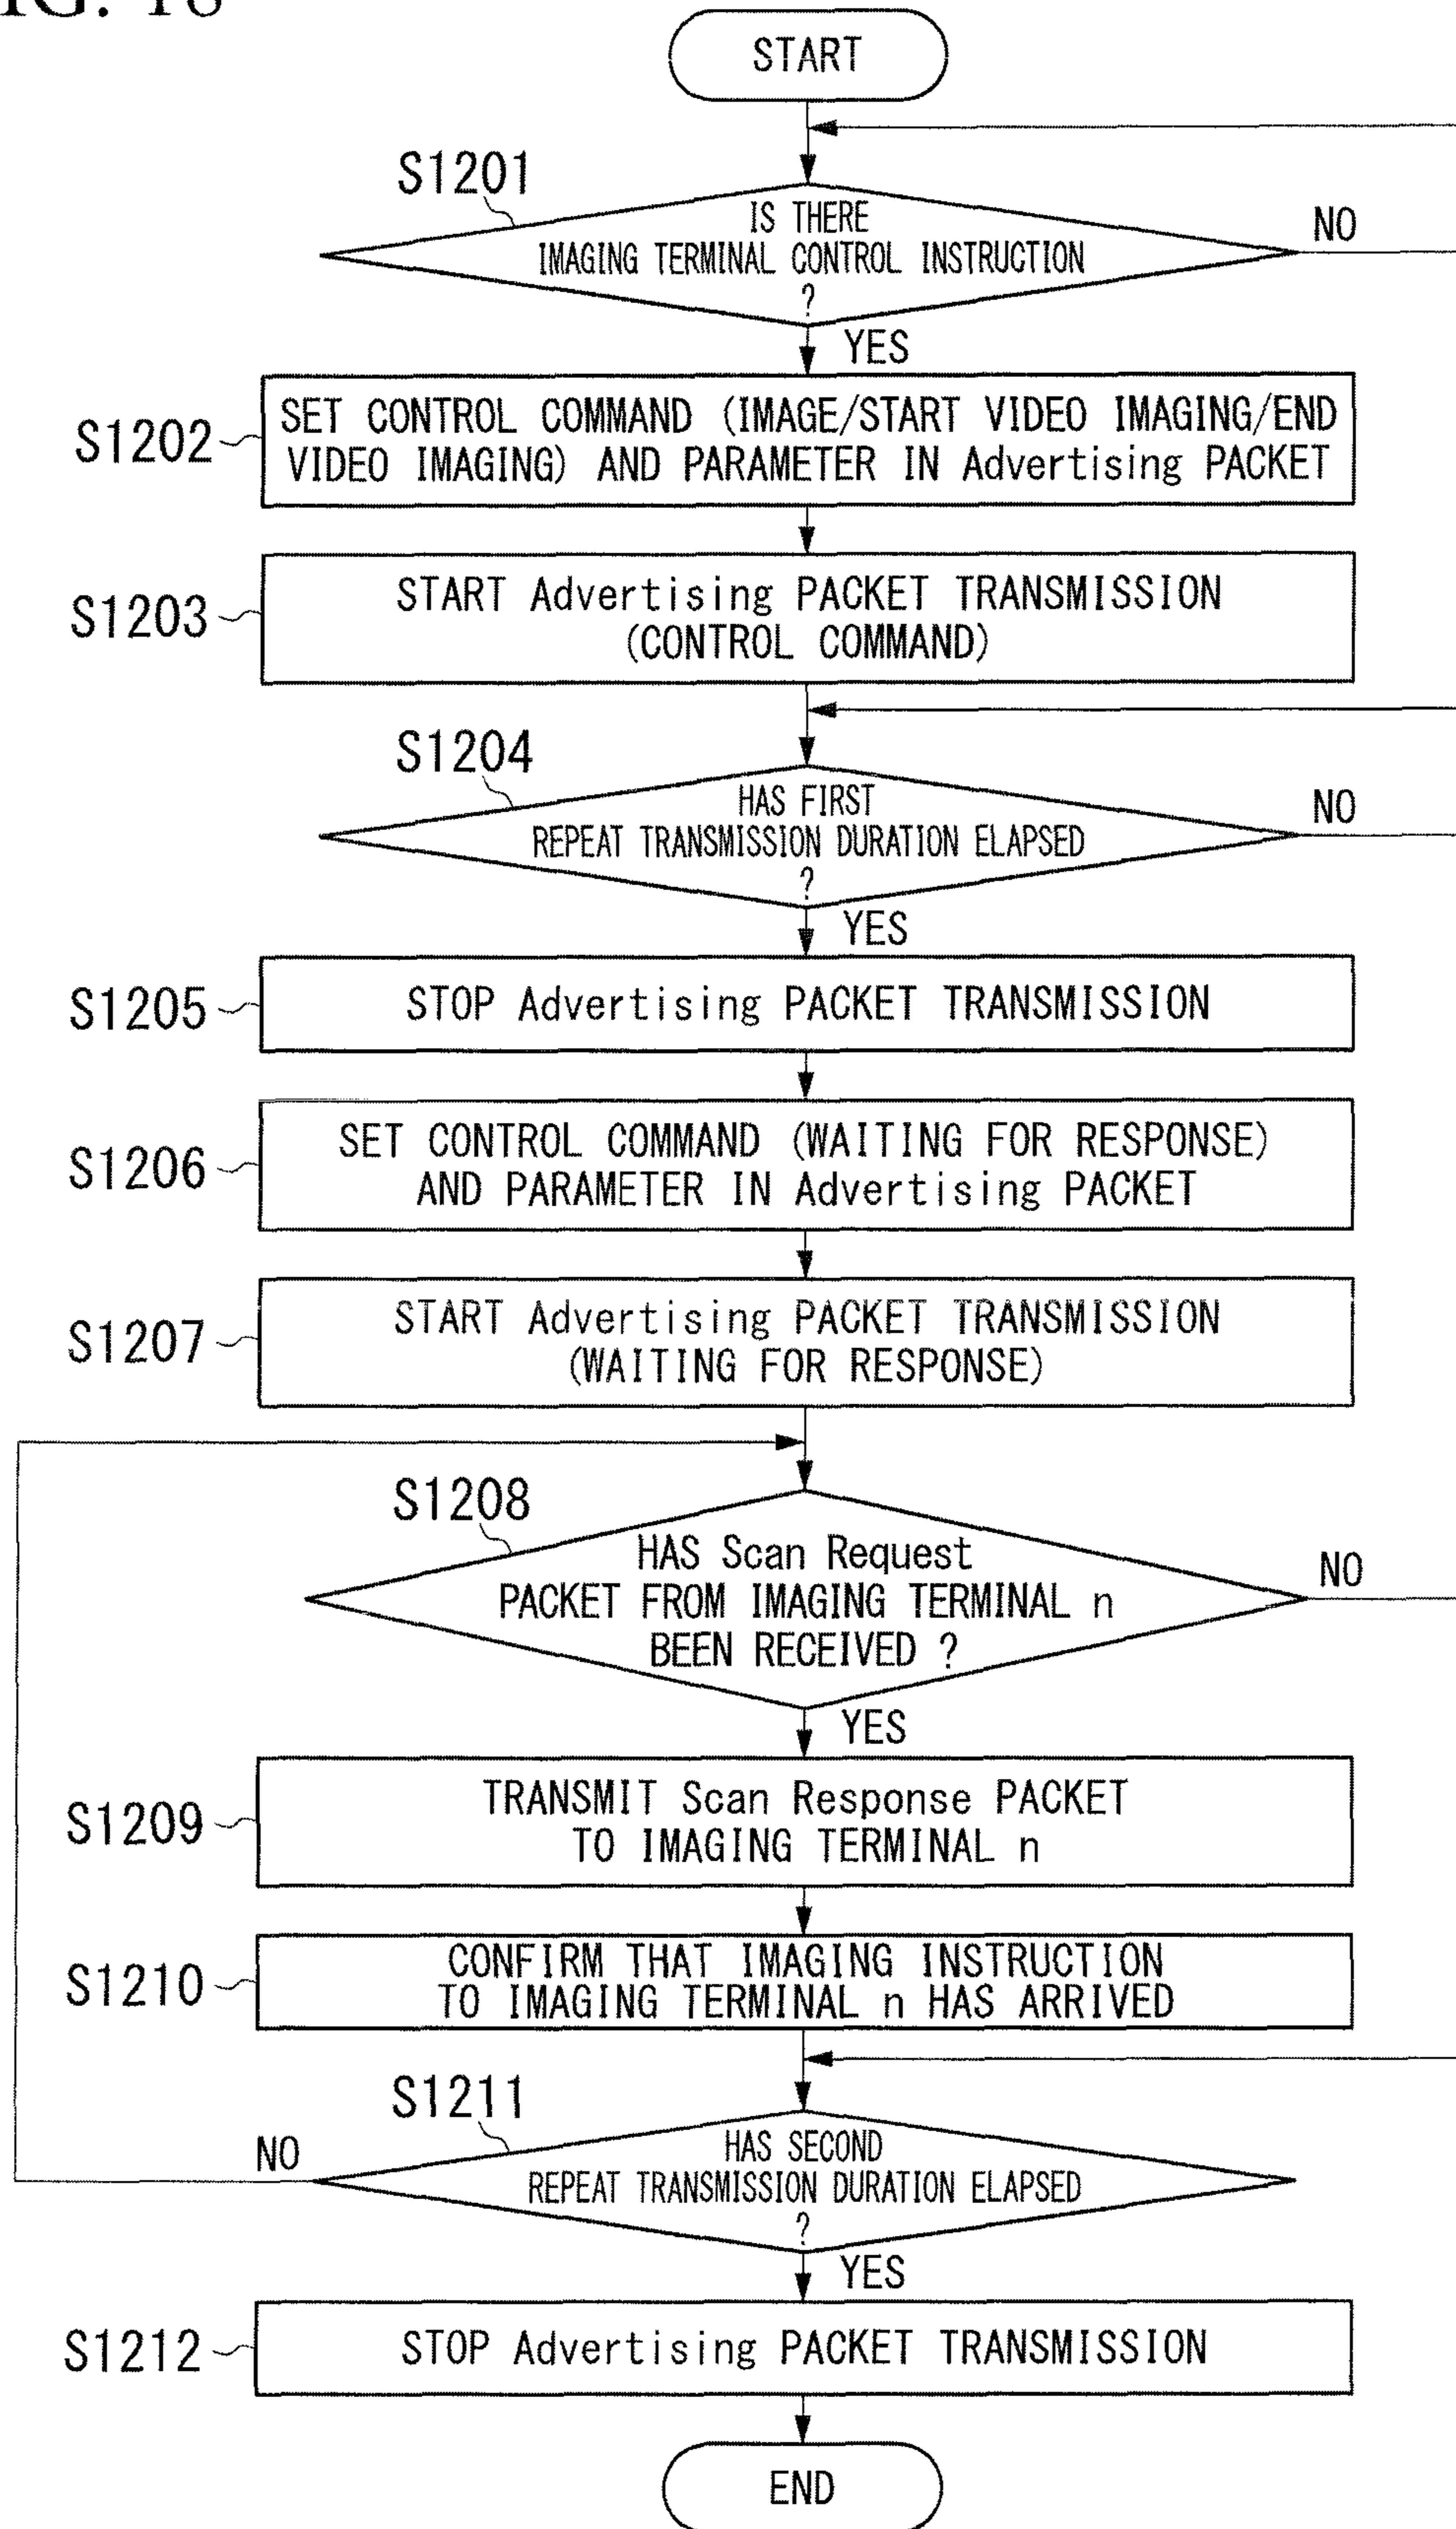 FIG. 18
START
S1201
IS THERE
IMAGING TERMINAL CONTROL INSTRUCTION
?
NO
YES
S1202
SET CONTROL COMMAND (IMAGE/START VIDEO IMAGING/END
VIDEO IMAGING) AND PARAMETER IN Advertising PACKET
S1203
START Advertising PACKET TRANSMISSION
(CONTROL COMMAND)
S1204
HAS FIRST
REPEAT TRANSMISSION DURATION ELAPSED
?
NO
YES
S1205
STOP Advertising PACKET TRANSMISSION
S1206
SET CONTROL COMMAND (WAITING FOR RESPONSE)
AND PARAMETER IN Advertising PACKET
S1207
START Advertising PACKET TRANSMISSION
(WAITING FOR RESPONSE)
S1208
HAS Scan Request
PACKET FROM IMAGING TERMINAL n
BEEN RECEIVED ?
NO
YES
S1209
TRANSMIT Scan Response PACKET
TO IMAGING TERMINAL n
S1210
CONFIRM THAT IMAGING INSTRUCTION
TO IMAGING TERMINAL n HAS ARRIVED
S1211
NO
HAS SECOND
REPEAT TRANSMISSION DURATION ELAPSED
?
YES
S1212
STOP Advertising PACKET TRANSMISSION
END